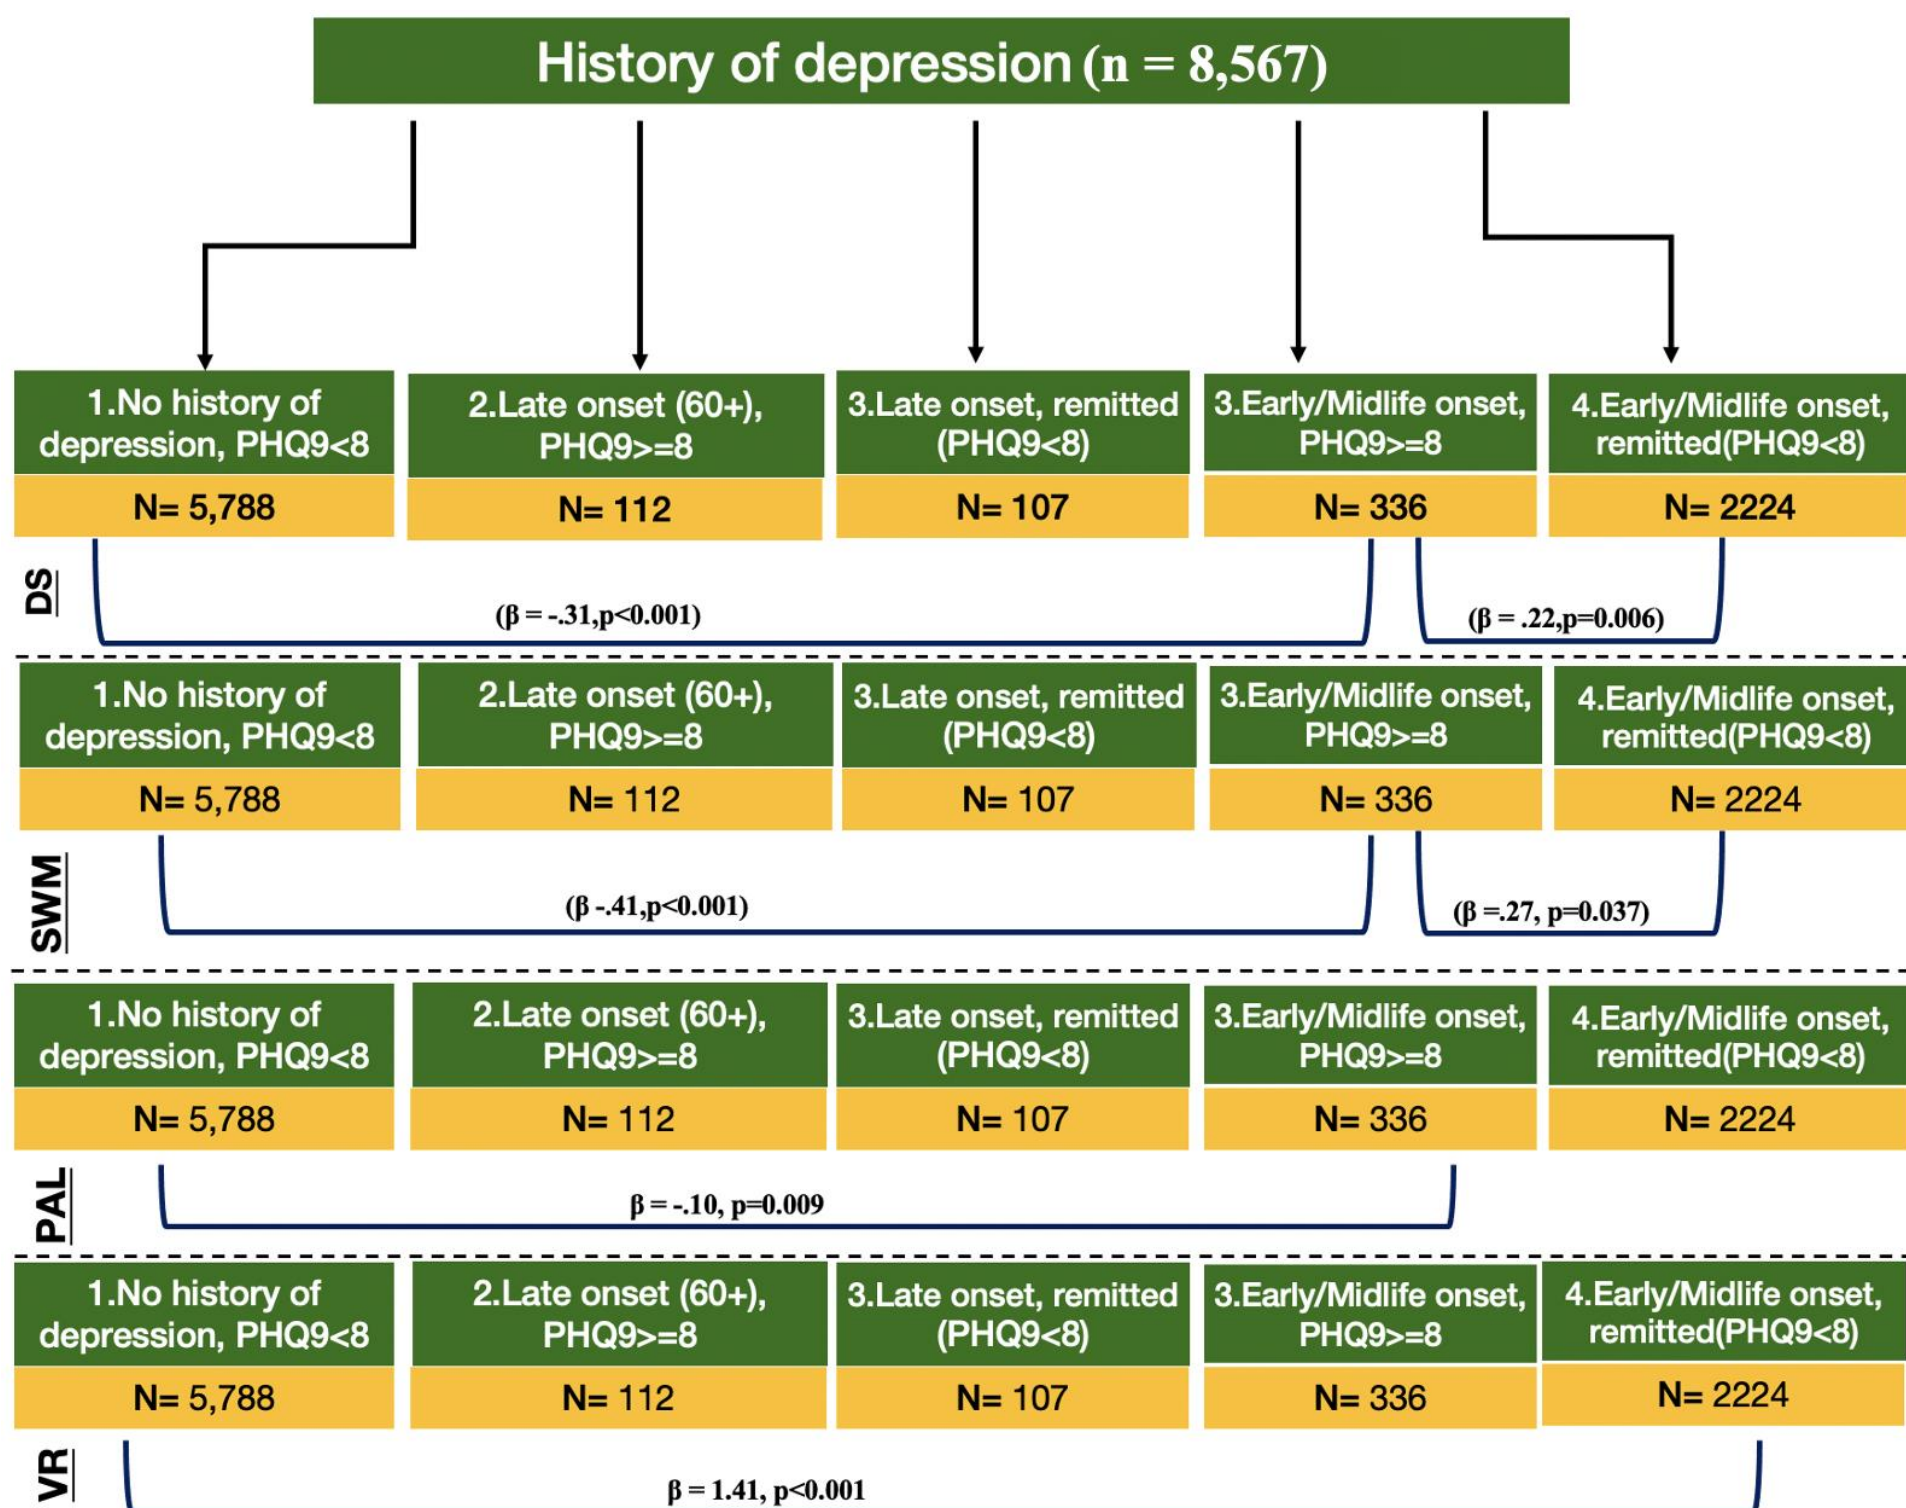 History of depression (n = 8,567)
1.No history of
depression, PHQ9<8
2.Late onset (60+),
PHQ9>=8
3.Late onset, remitted
(PHQ9<8)
3.Early/Midlife onset,
PHQ9>=8
4.Early/Midlife onset,
remitted(PHQ9<8)
N= 5,788
N= 112
N= 107
N= 336
N= 2224
DS
(β = -.31,p<0.001)
(β = .22,p=0.006)
1.No history of
depression, PHQ9<8
2.Late onset (60+),
PHQ9>=8
3.Late onset, remitted
(PHQ9<8)
3.Early/Midlife onset,
PHQ9>=8
4.Early/Midlife onset,
remitted(PHQ9<8)
N= 5,788
N= 112
N= 107
N= 336
N= 2224
SWM
(β -.41,p<0.001)
(β =.27, p=0.037)
1.No history of
depression, PHQ9<8
2.Late onset (60+),
PHQ9>=8
3.Late onset, remitted
(PHQ9<8)
3.Early/Midlife onset,
PHQ9>=8
4.Early/Midlife onset,
remitted(PHQ9<8)
N= 5,788
N= 112
N= 107
N= 336
N= 2224
PAL
β = -.10, p=0.009
1.No history of
depression, PHQ9<8
2.Late onset (60+),
PHQ9>=8
3.Late onset, remitted
(PHQ9<8)
3.Early/Midlife onset,
PHQ9>=8
4.Early/Midlife onset,
remitted(PHQ9<8)
N= 5,788
N= 112
N= 107
N= 336
N= 2224
VR
β = 1.41, p<0.001